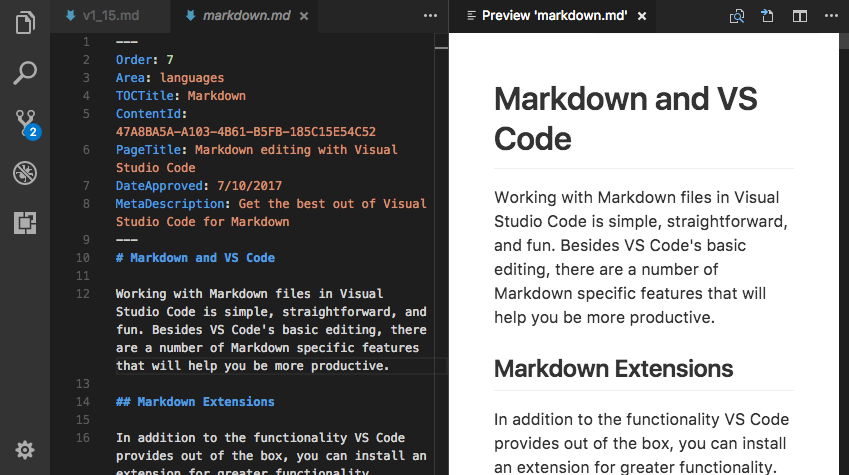 v1_15.md
markdown.md
Preview 'markdown.md'
1 ---
2 Order: 7
3 Area: languages
4 TOCTitle: Markdown
5 ContentId:
47A8BA5A-A103-4B61-B5FB-185C15E54C52
6 PageTitle: Markdown editing with Visual
Studio Code
7 DateApproved: 7/10/2017
8 MetaDescription: Get the best out of Visual
Studio Code for Markdown
9 ---
10 # Markdown and VS Code
11
12 Working with Markdown files in Visual
Studio Code is simple, straightforward, and
fun. Besides VS Code's basic editing, there
are a number of Markdown specific features
that will help you be more productive.
13
14 ## Markdown Extensions
15
16 In addition to the functionality VS Code
provides out of the box, you can install an
extension for greater functionality.
2
Markdown and VS
Code
Working with Markdown files in Visual
Studio Code is simple, straightforward,
and fun. Besides VS Code's basic
editing, there are a number of
Markdown specific features that will
help you be more productive.
Markdown Extensions
In addition to the functionality VS Code
provides out of the box, you can install
an extension for greater functionality.